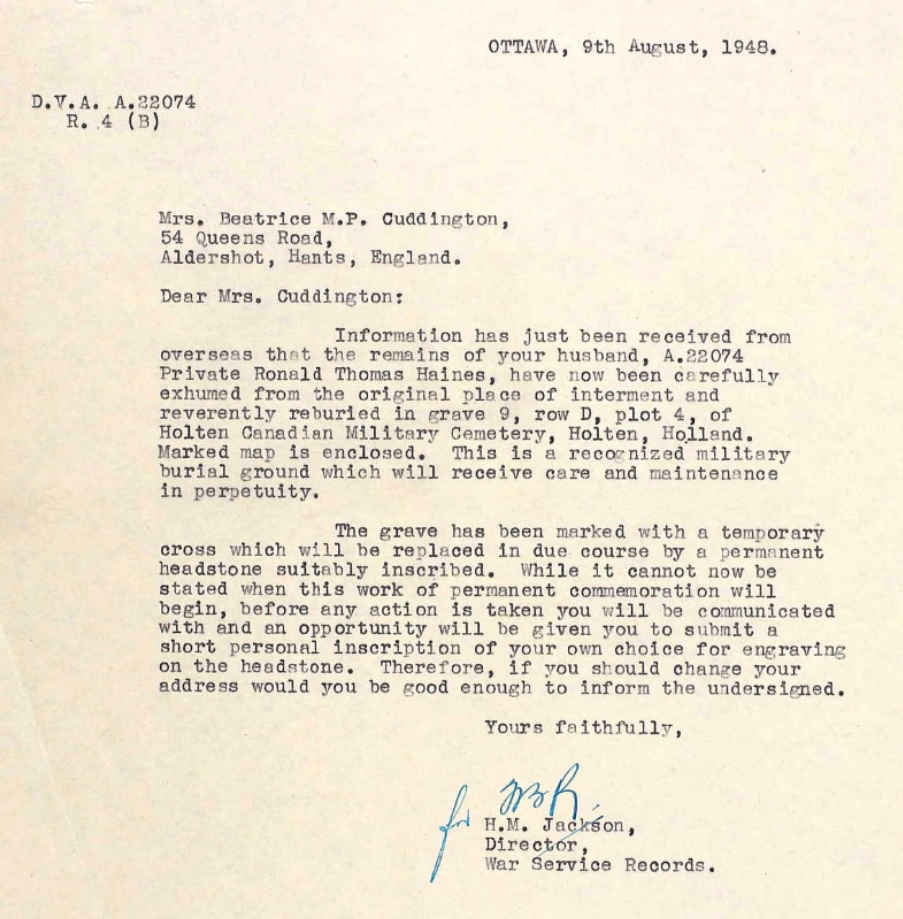 OTTAWA, 9th August, 1948.
D.V.A. A.22074
R. 4 (B)
Mrs. Beatrice M.P. Cuddington,
54 Queens Road,
Aldershot, Hants, England.
Dear Mrs. Cuddington:
Information has just been received from
overseas that the remains of your husband, A.22074
Private Ronald Thomas Haines, have now been carefully
exhumed from the original place of interment and
reverently reburied in grave 9, row D, plot 4, of
Holten Canadian Military Cemetery, Holten, Holland.
Marked map is enclosed. This is a recognized military
burial ground which will receive care and maintenance
in perpetuity.
The grave has been marked with a temporary
cross which will be replaced in due course by a permanent
headstone suitably inscribed. While it cannot now be
stated when this work of permanent commemoration will
begin, before any action is taken you will be communicated
with and an opportunity will be given you to submit a
short personal inscription of your own choice for engraving
on the headstone. Therefore, if you should change your
address would you be good enough to inform the undersigned.
Yours faithfully,
for
H.M. Jackson,
Director,
War Service Records.